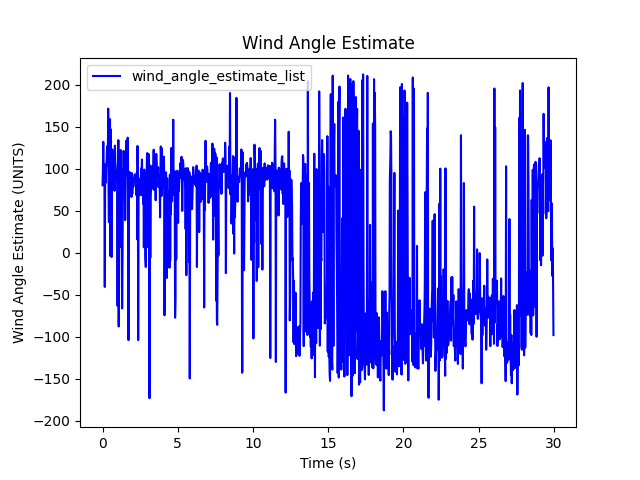 Wind Angle Estimate
wind_angle_estimate_list
Wind Angle Estimate (UNITS)
200
150
100
50
0
−50
−100
−150
−200
0 5 10 15 20 25 30
Time (s)